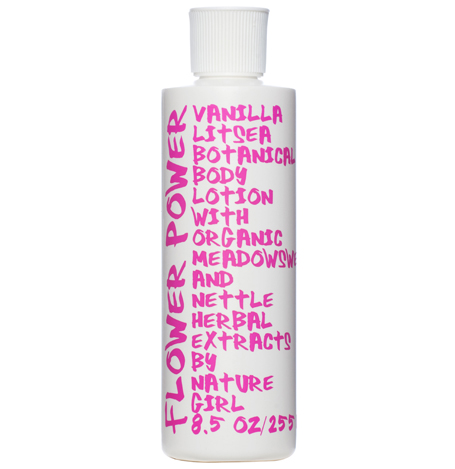 FLOWER POWER
VANILLA
LITSEA
BOTANICAL
BODY
LOTION
WITH
ORGANIC
MEADOWSWE
AND
NETTLE
HERBAL
EXTRACTS
BY
NATURE
GIRL
8.5 OZ/255